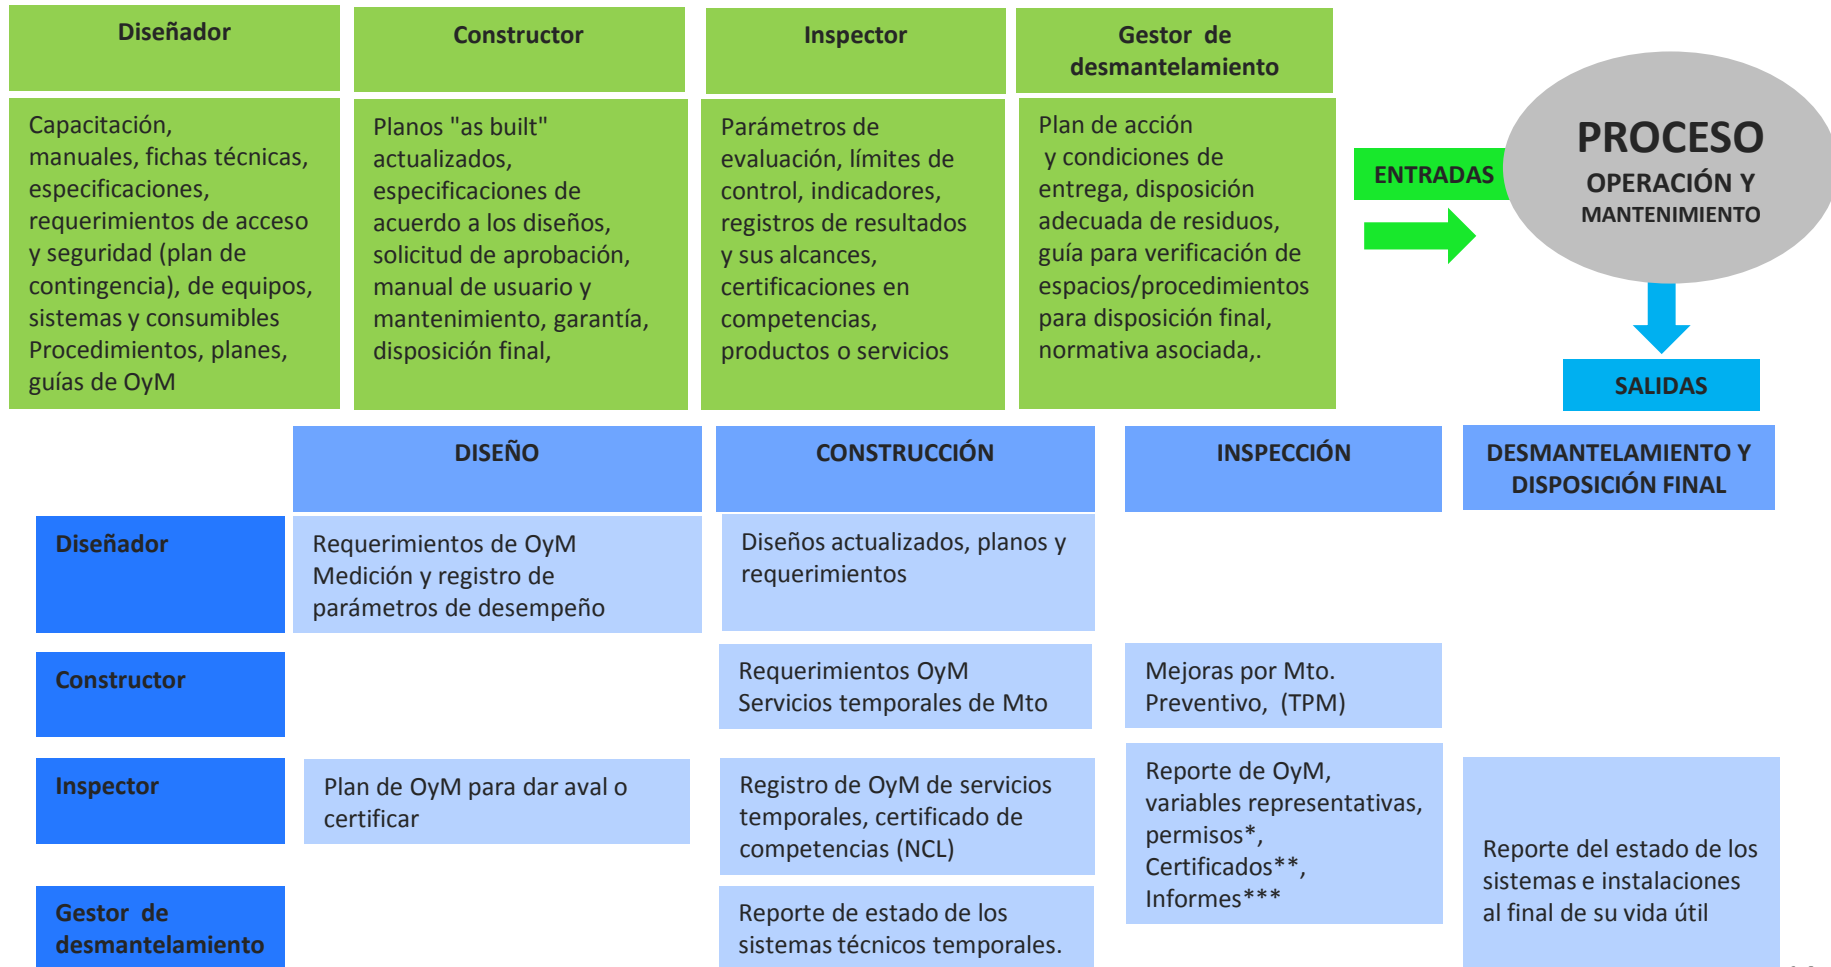 Diseñador
Constructor
Inspector
Gestor de
desmantelamiento
Capacitación,
manuales, fichas técnicas,
especificaciones,
requerimientos de acceso
y seguridad (plan de
contingencia), de equipos,
sistemas y consumibles
Procedimientos, planes,
guías de OyM
Planos "as built"
actualizados,
especificaciones de
acuerdo a los diseños,
solicitud de aprobación,
manual de usuario y
mantenimiento, garantía,
disposición final,
Parámetros de
evaluación, límites de
control, indicadores,
registros de resultados
y sus alcances,
certificaciones en
competencias,
productos o servicios
Plan de acción
y condiciones de
entrega, disposición
adecuada de residuos,
guía para verificación de
espacios/procedimientos
para disposición final,
normativa asociada,.
ENTRADAS
PROCESO
OPERACIÓN Y
MANTENIMIENTO
SALIDAS
DISEÑO
CONSTRUCCIÓN
INSPECCIÓN
DESMANTELAMIENTO Y
DISPOSICIÓN FINAL
Diseñador
Requerimientos de OyM
Medición y registro de
parámetros de desempeño
Diseños actualizados, planos y
requerimientos
Constructor
Requerimientos OyM
Servicios temporales de Mto
Mejoras por Mto.
Preventivo, (TPM)
Inspector
Plan de OyM para dar aval o
certificar
Registro de OyM de servicios
temporales, certificado de
competencias (NCL)
Reporte de OyM,
variables representativas,
permisos*,
Certificados**,
Informes***
Reporte del estado de los
sistemas e instalaciones
al final de su vida útil
Gestor de
desmantelamiento
Reporte de estado de los
sistemas técnicos temporales.